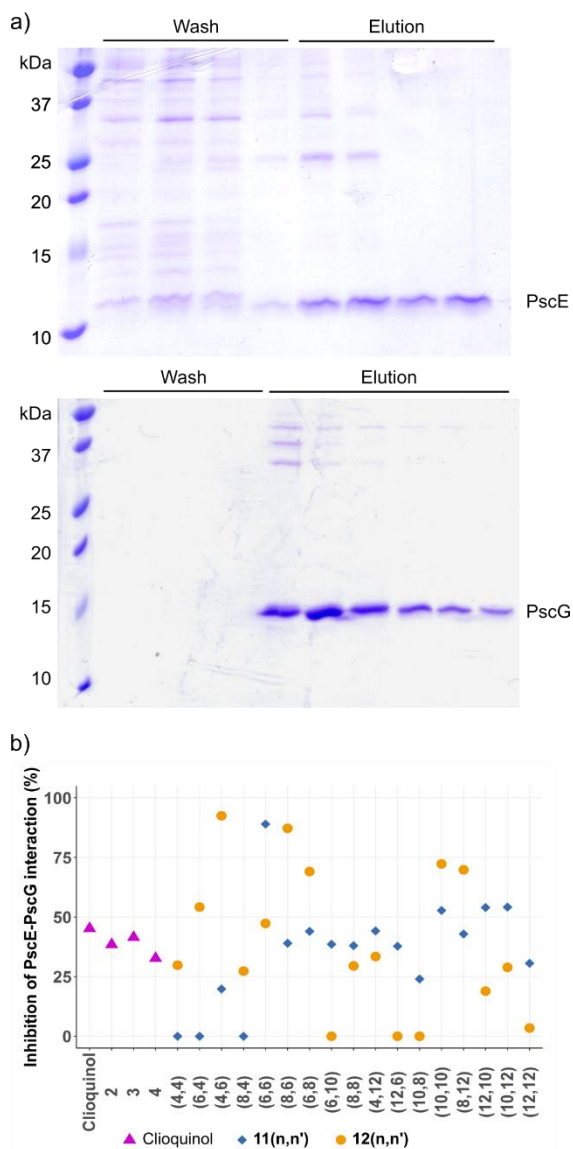 a)
Wash Elution
kDa
37
25
20
15
10
PscE
Wash Elution
kDa
37
25
20
15
10
PscG
b)
Inhibition of PscE-PscG interaction (%)
100
75
50
25
0
Clioquinol 2 3 4 (4,4) (6,4) (4,6) (8,4) (6,6) (8,6) (6,8) (6,10) (8,8) (4,12) (12,6) (10,8) (10,10) (8,12) (12,10) (10,12) (12,12)
Clioquinol 11(n,n') 12(n,n')